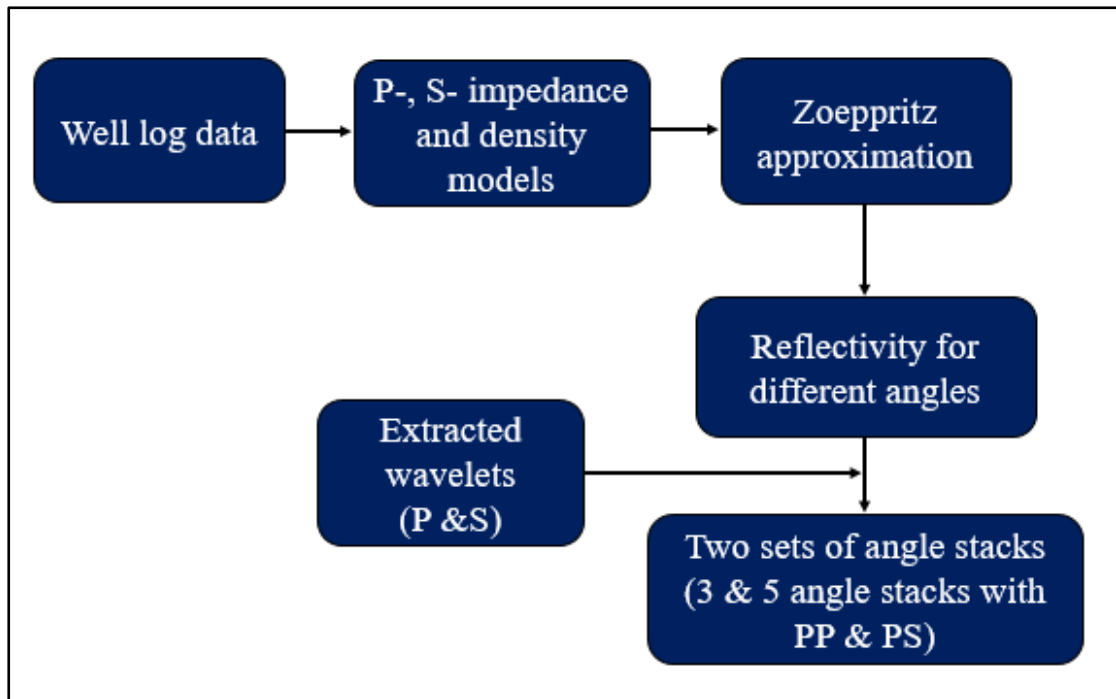 Well log data
P-, S- impedance
and density
models
Zoeppritz
approximation
Reflectivity for
different angles
Extracted
wavelets
(P &S)
Two sets of angle stacks
(3 & 5 angle stacks with
PP & PS)